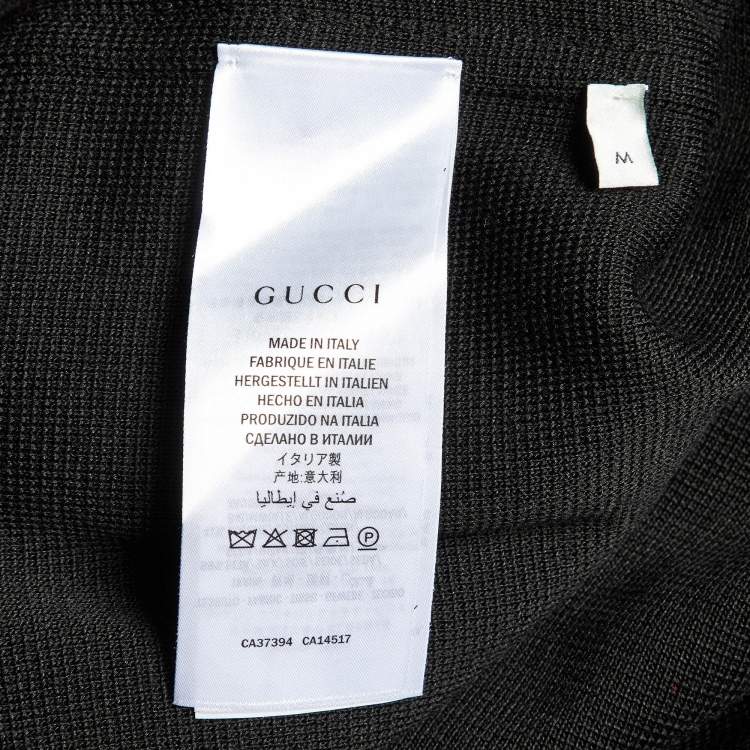 GUCCI
MADE IN ITALY
FABRIQUE EN ITALIE
HERGESTELLT IN ITALIEN
HECHO EN ITALIA
PRODUZIDO NA ITALIA
СДЕЛАНО В ИТАЛИИ
イタリア製
产地:意大利
صُنع في إيطاليا
P
CA37394 CA14517
M